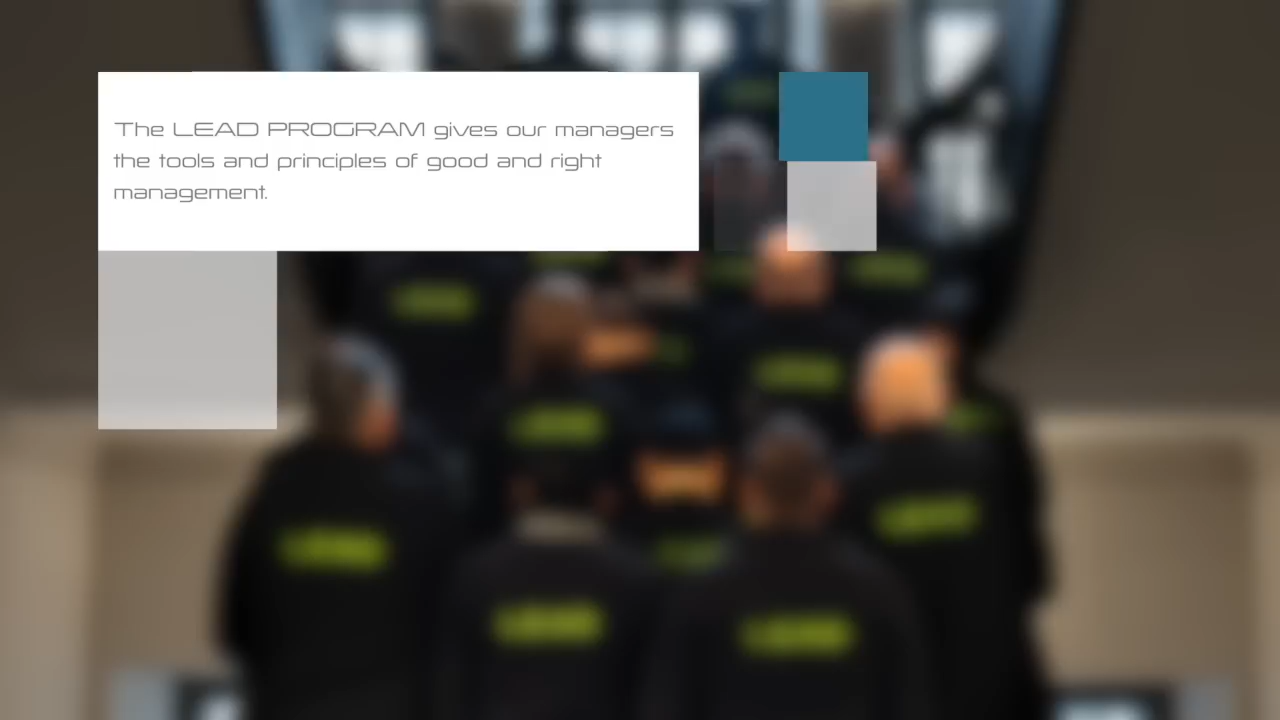 The LEAD PROGRAM gives our managers
the tools and principles of good and right
management.